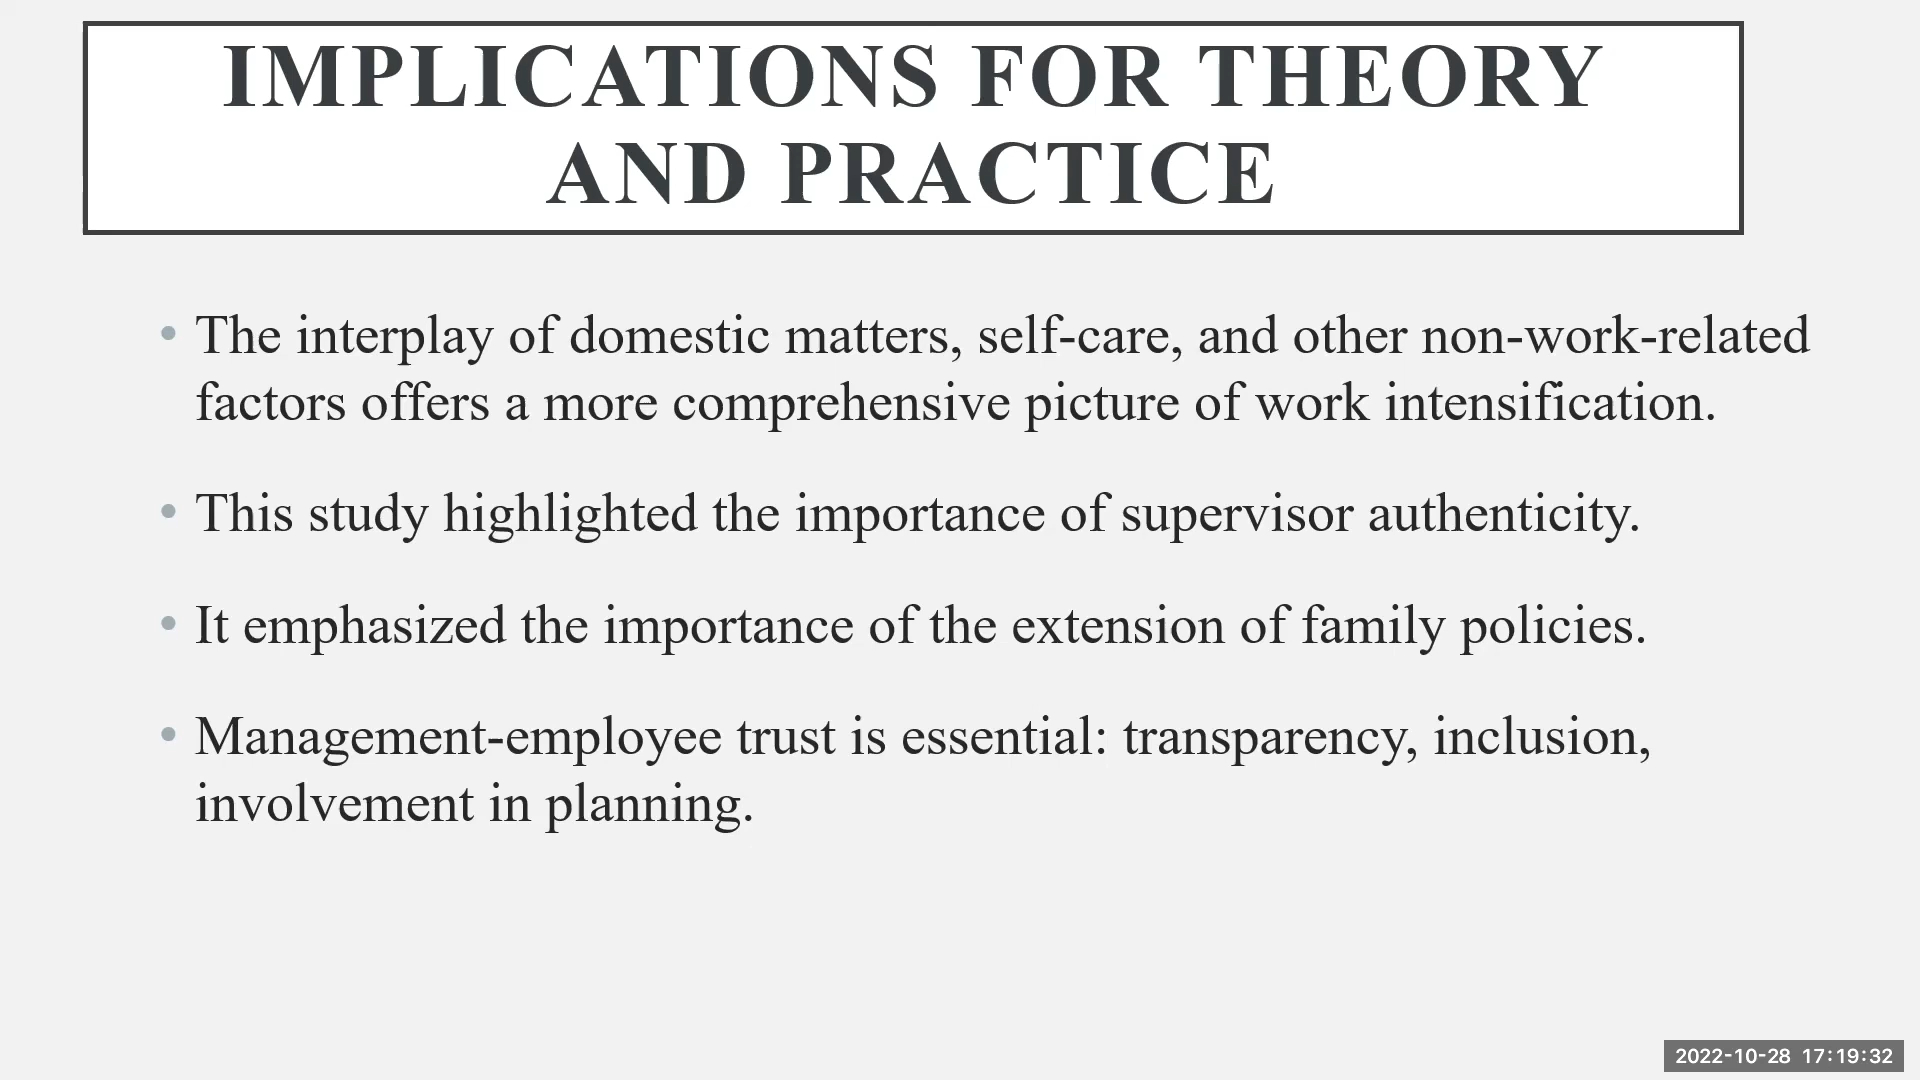 IMPLICATIONS FOR THEORY
AND PRACTICE
• The interplay of domestic matters, self-care, and other non-work-related
factors offers a more comprehensive picture of work intensification.
• This study highlighted the importance of supervisor authenticity.
• It emphasized the importance of the extension of family policies.
• Management-employee trust is essential: transparency, inclusion,
involvement in planning.
2022-10-28 17:19:32